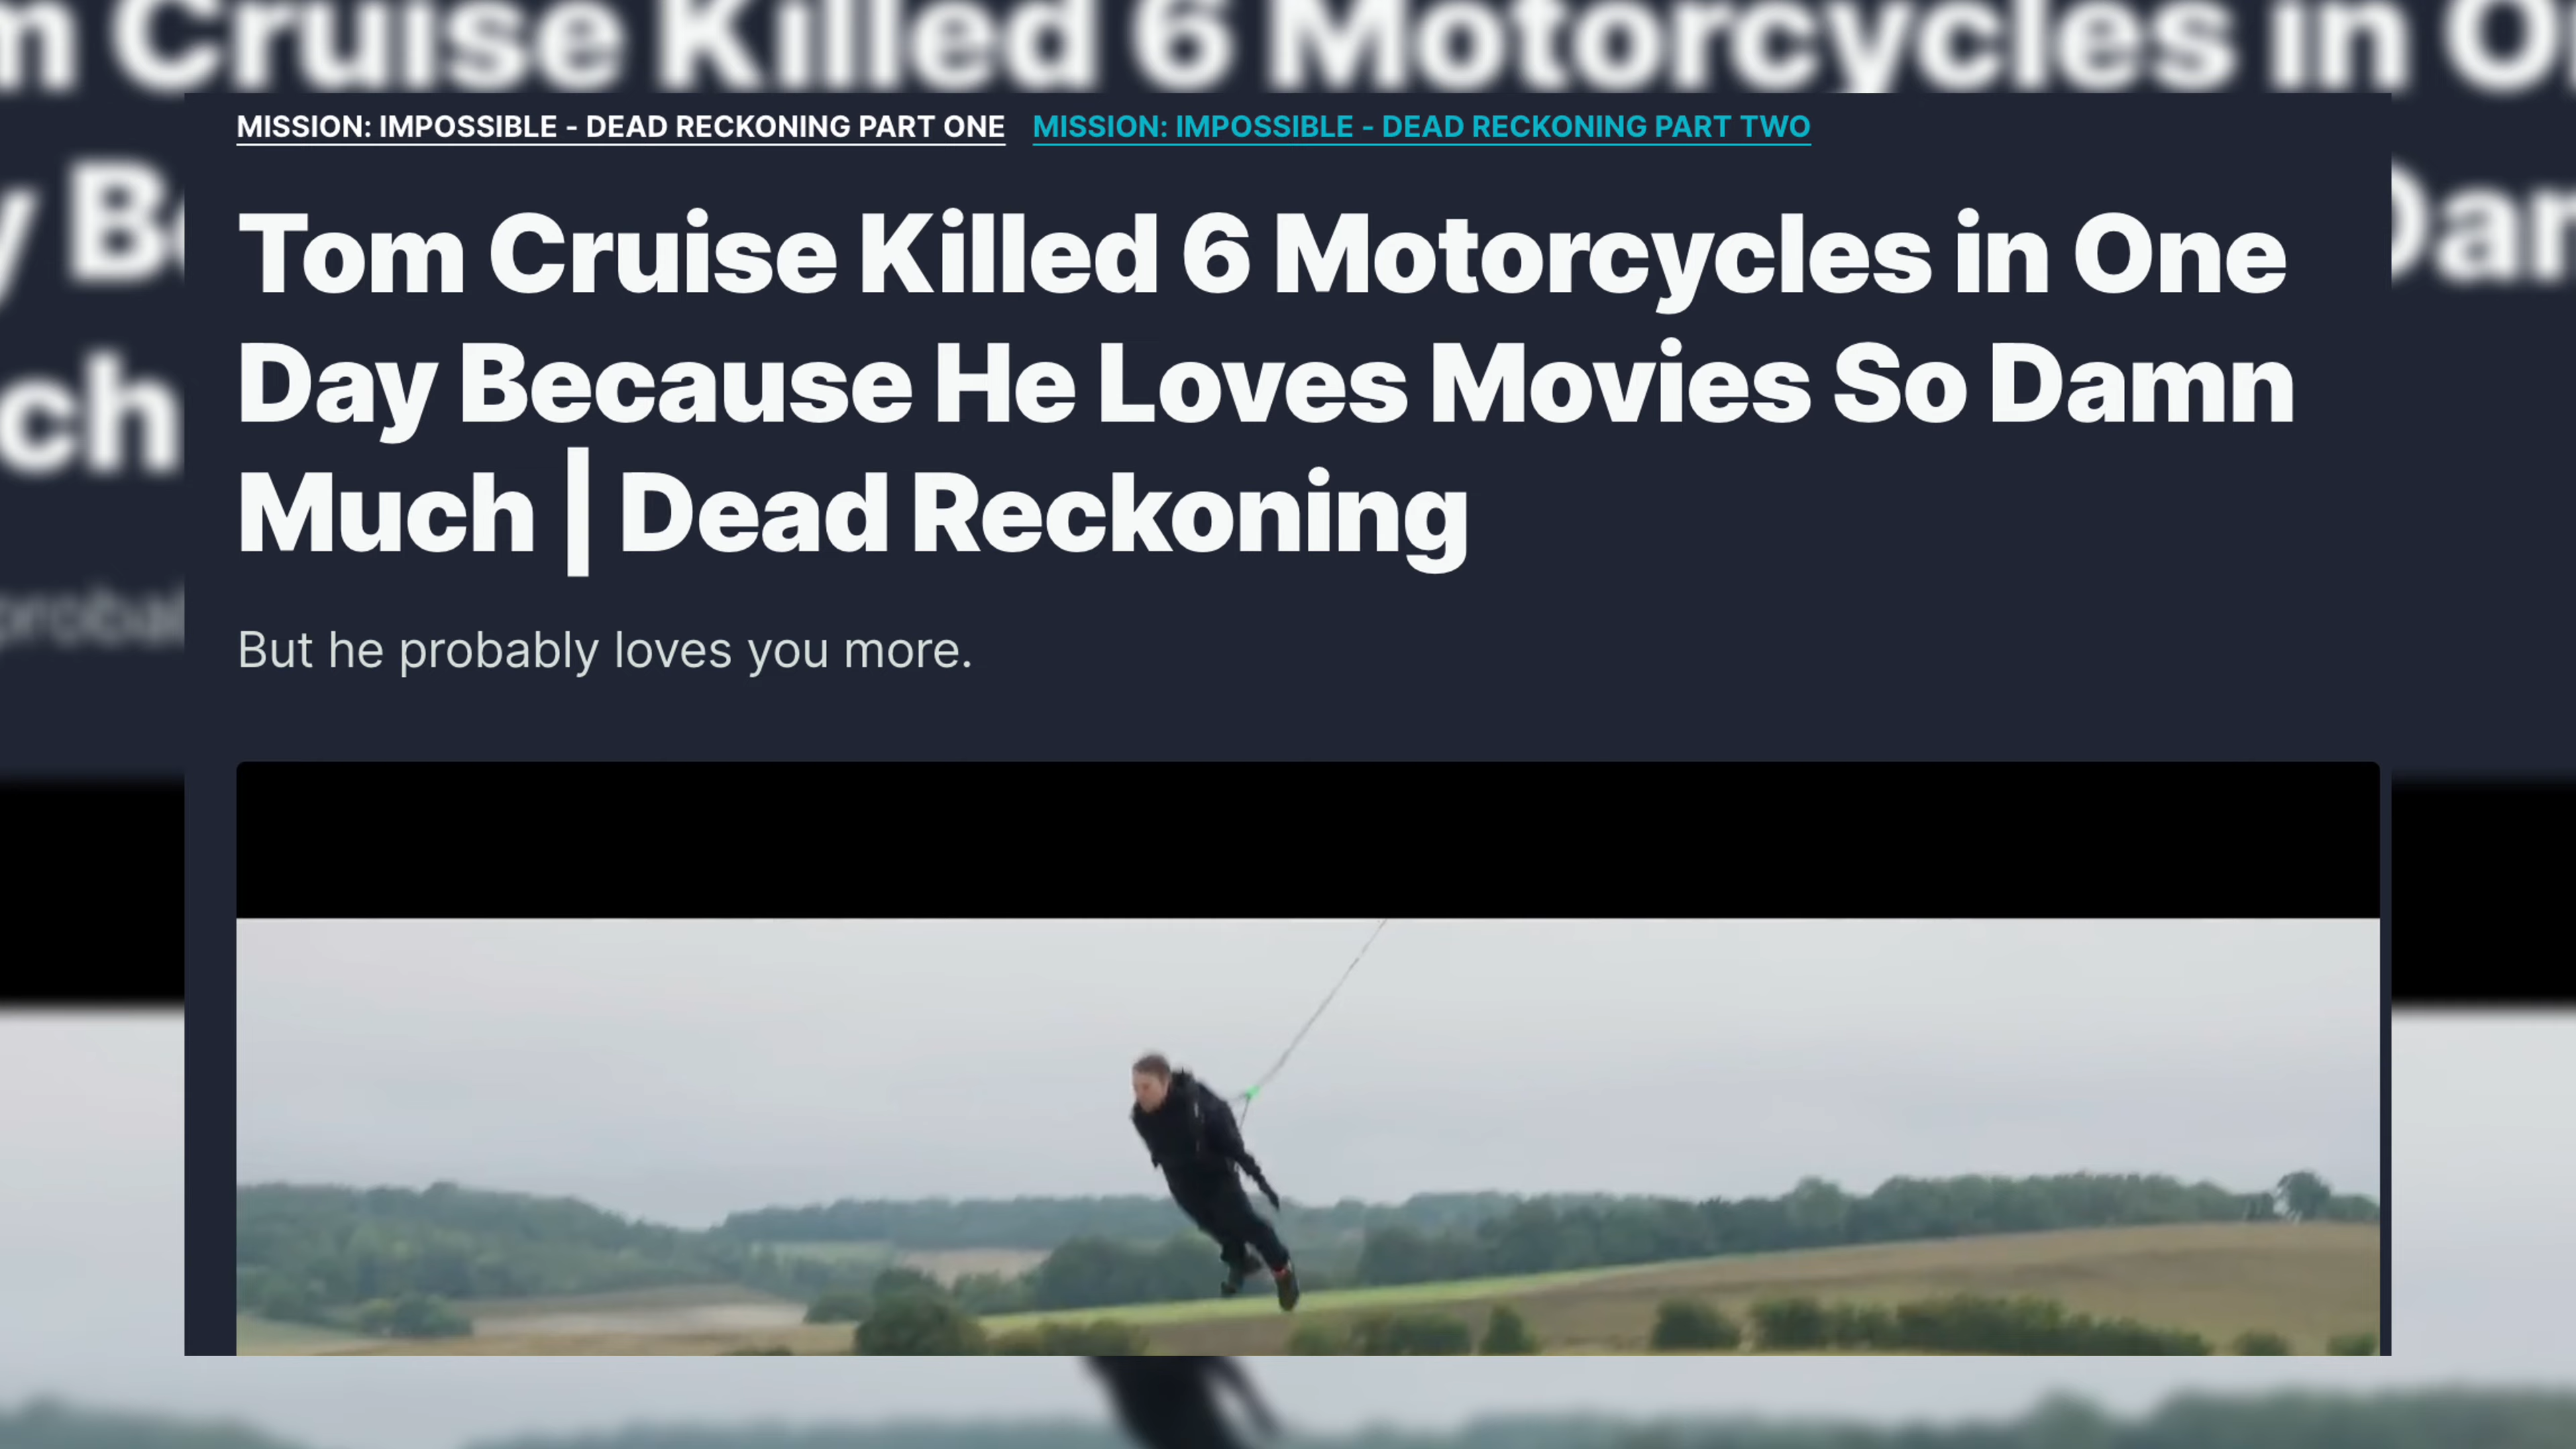 MISSION: IMPOSSIBLE - DEAD RECKONING PART ONE MISSION: IMPOSSIBLE - DEAD RECKONING PART TWO
Tom Cruise Killed 6 Motorcycles in One
Day Because He Loves Movies So Damn
Much | Dead Reckoning
But he probably loves you more.